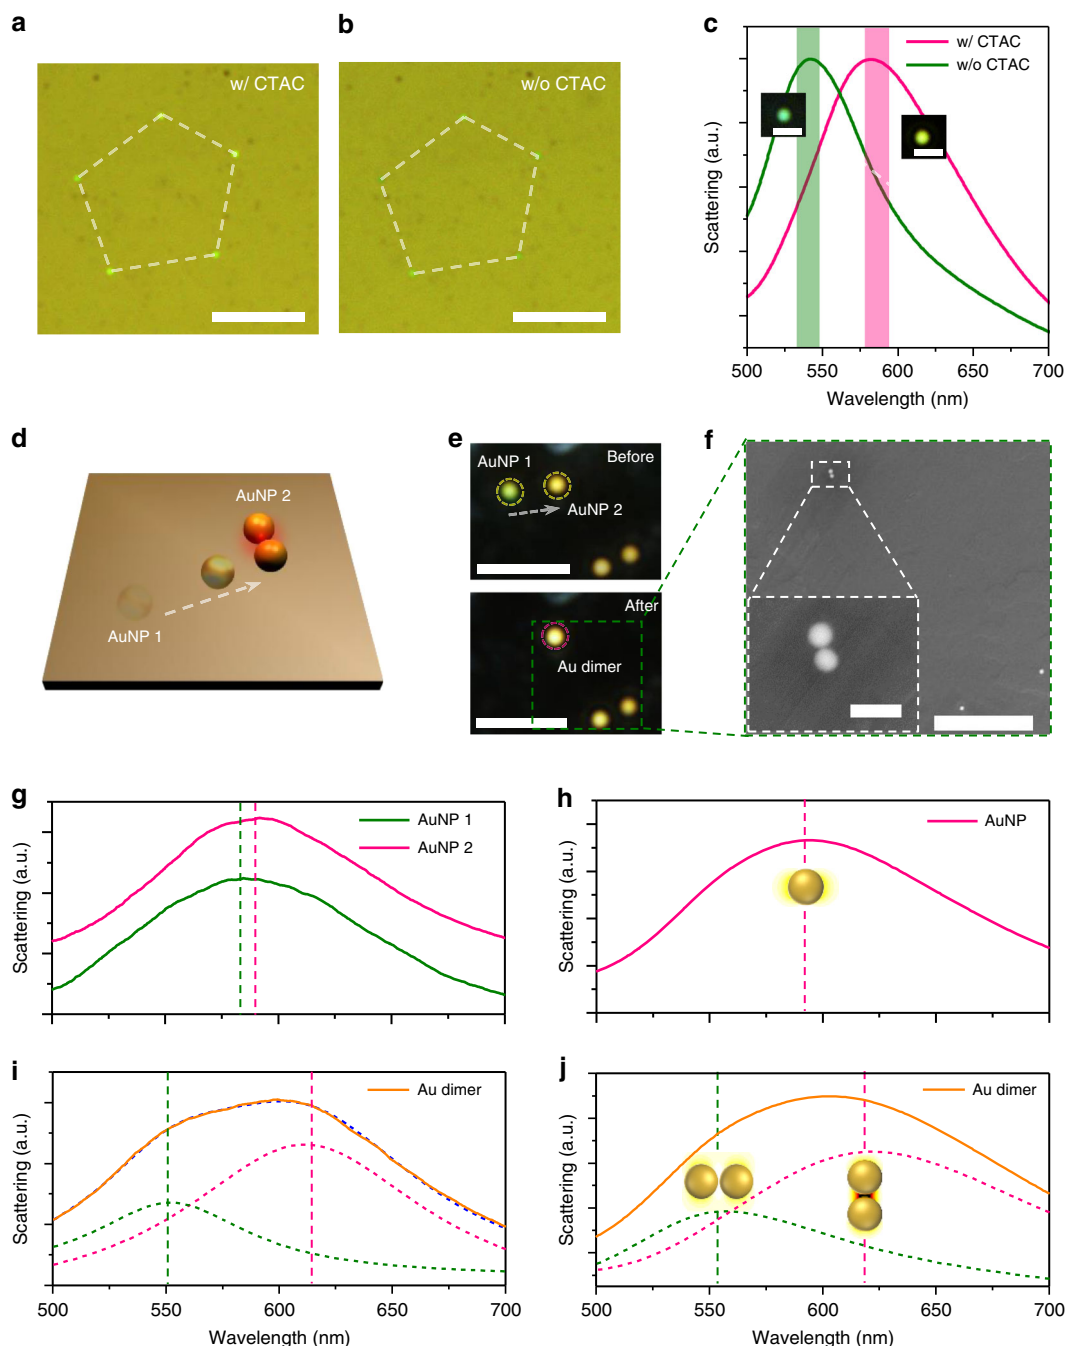 a
w/ CTAC
b
w/o CTAC
c
w/ CTAC
w/o CTAC
Scattering (a.u.)
500 550 600 650 700
Wavelength (nm)
d
AuNP 2
AuNP 1
e
Before
AuNP 1
AuNP 2
After
Au dimer
f
g
AuNP 1
AuNP 2
Scattering (a.u.)
h
AuNP
Scattering (a.u.)
i
Au dimer
Scattering (a.u.)
500 550 600 650 700
Wavelength (nm)
j
Au dimer
Scattering (a.u.)
500 550 600 650 700
Wavelength (nm)